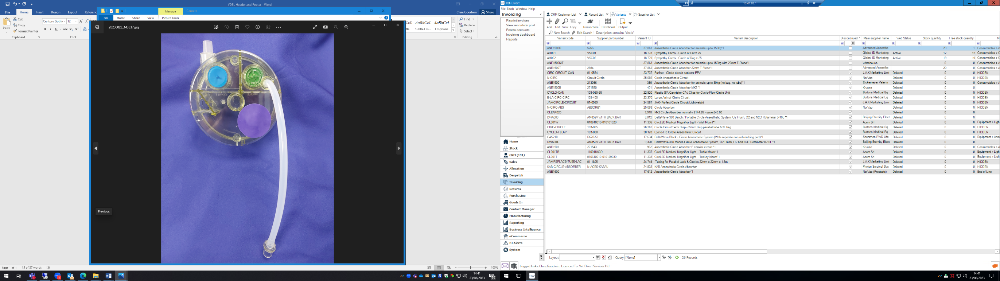 VDSL Header and Footer - Word
Clare Goodwin
Share
File
Home
Insert
Design
Layout
Manage
Camera
File
Home
Share
View
Picture Tools
Paste
Cut
Copy
Format Painter
Clipboard
Font
Find
Replace
Select
Editing
Subtle Em...
Emphasis
20230823_143337.jpg
GAS INLET
Previous
Page 1 of 1
15 of 37 words
100%
14:41
23/08/2023
Vet-Direct
10.41.88.1
File Tools Window Help
Invoicing
Reprint invoices
View records to post
Post to accounts
Invoicing dashboard
Reports
Home
Stock
CRM (191)
Sales
Allocation
Despatch
Invoicing
Returns
Purchasing
Goods In
Contact Manager
Manufacturing
Reporting
Business Intelligence
eCommerce
BI Alerts
System
CRM Customer List
Record List
Variants
Supplier List
Add Edit View Copy Transactions Dashboard Output
New Search Edit Search Description contains 'circle'
Variant code Supplier part number Variant ID Variant description Discontinued Main supplier name Web Status Stock quantity Free stock quantity
ANE1500D 5266 37,861 Anaesthetic Circle Absorber for animals up to 150kg*1 Advanced Anaesthe 20 1 Consumables > A
AH001 VSC01 18,778 Sympathy Cards - Circle of Cat x 25 Global ID Marketing Active 12 12 Consumables > C
AH002 VSC02 18,779 Sympathy Cards - Circle of Dog x 25 Global ID Marketing Active 19 19 Consumables > C
ANE1500KIT 37,863 Anaesthetic Circle Absorber for animals up to 150kg with 22mm T-Piece*1 Warehouse 0 0 Consumables > A
ANE1500T 2984 37,862 Anaesthetic Circle Absorber 22mm T Piece*1 Advanced Anaesthe 20 0 Consumables > A
CIRC-CIRCUIT-CAN 01-0564 23,737 Purfect - Circle-circuit canister PPV J.A.K Marketing Limi Deleted 0 0 HIDDEN
N-CIRC Circuit Circle 25,092 Circle Anaesthesia Circuit NorVap Deleted 0 0 HIDDEN
ANE1500 213096 390 Anaesthetic Circle Absorber for animals up to 30kg (no bag, no tube)*1 Eickemeyer Veterin Deleted 0 0 Consumables > A
ANE1500B 271550 401 Anaesthetic Circle Absorber MK2 *1 Kruuse Deleted 0 0
CYCLO-CAN 103-080-30 22,920 Plastic S/A Cannister C/W Clips for Cyclo-Flow Circle Unit Burtons Medical Eq Deleted 0 0 HIDDEN
B-LA-CIRC-CIRC 103-400 23,370 Large Animal Circle Circuit Burtons Medical Eq Deleted 0 0 HIDDEN
JAK-CIRCLE-CIRCUIT 01-0569 24,561 JAK- Purfect Circle Circuit Lightweight J.A.K Marketing Limi Deleted 0 0 HIDDEN
N-CIRC-ABS ABSORB1 25,093 Circle Absorber NorVap Deleted 0 0 HIDDEN
CLEAR020 7,918 Mk2 Circle Absorber normally £144.95 - save £45.00 Deleted 0 0
DWA003 AM852V WITH BACK BAR 8,812 DeltaWave 360 Bench / Portable Circle Anaesthetic System, O2 Flush, O2 and N2O Rotameter 0-10L *1 Beijing Eternity Elect Deleted 0 0
CL001W 010610010-010101020 11,336 CircLED Medical Magnifier Light - Wall Mount*1 Acem Srl Deleted 0 0 Equipment > Ligh
CIRC-CIRCLE 103-085 26,367 Circle Circuit Semi Disp - 22mm disp parallel tube & 2L bag Burtons Medical Eq Deleted 0 0 HIDDEN
CYCLO-FLOW 103-080 30,128 Cyclo-Flo Circle Anaesthetic Circuit Burtons Medical Eq Deleted 0 0 HIDDEN
CAS210 R620-S1 17,634 DeltaWave Black - Circle Anaesthetic System (With seperate non-rebreathing port)*1 Shenzhen RWD Life Deleted 0 0 Equipment > Ana
DWA004 AM852V WITH BACK BAR 9,320 DeltaWave 360 Mobile Circle Anaesthetic System, O2 Flush, O2 and N2O Rotameter 0-10L *1 Beijing Eternity Elect Deleted 0 0
ANE1501 271543 962 Anaesthetic Circle Absorber F coaxial circuit *1 Kruuse Deleted 0 0 Consumables > A
CL001TB 11001UK3D 11,337 CircLED Medical Magnifier Light - Table Mount*1 Acem Srl Deleted 0 0 Equipment > Ligh
CL001T 010610010-010129030 11,338 CircLED Medical Magnifier Light - Trolley Mount*1 Acem Srl Deleted 0 0 Equipment > Ligh
JAK-REPLACE-TUBE-LAC 01-1805 24,749 Tubing for Parallel Lack & Circles 22mm x 22mm x 1.6m J.A.K Marketing Limi Deleted 0 0 HIDDEN
KAB-CIRCLE-ABSORBER N-ACES-KABAU 24,933 KAB Anaesthetic Circle Absorber Photon Surgical Sys Deleted 0 0 HIDDEN
ANE1600 17,612 Anaesthetic Circle Absorber*1 NorVap (Products) Deleted 0 0 End of Line
Layout: Query: [None] 26 Records
Logged In As: Clare.Goodwin Licenced To: Vet Direct Services Ltd
14:41
23/08/2023